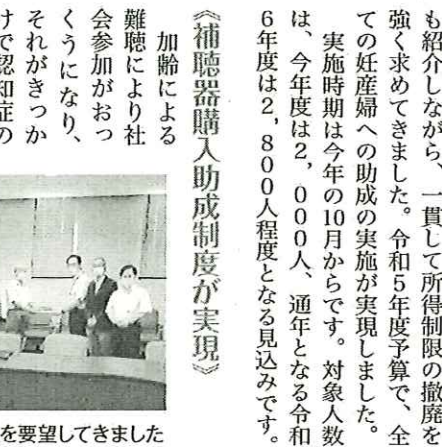 も紹介しながら、一貫して所得制限の撤廃を
強く求めてきました。令和5年度予算で、全
ての妊産婦への助成の実施が実現しました。
実施時期は今年の10月からです。対象人数
は、今年度は2，000人、通年となる令和
6年度は2，800人程度となる見込みです。
《補聴器購入助成制度が実現》
加齢による
難聴により社
会参加がおっ
くうになり、
それがきっか
けで認知症の
を要望してきました